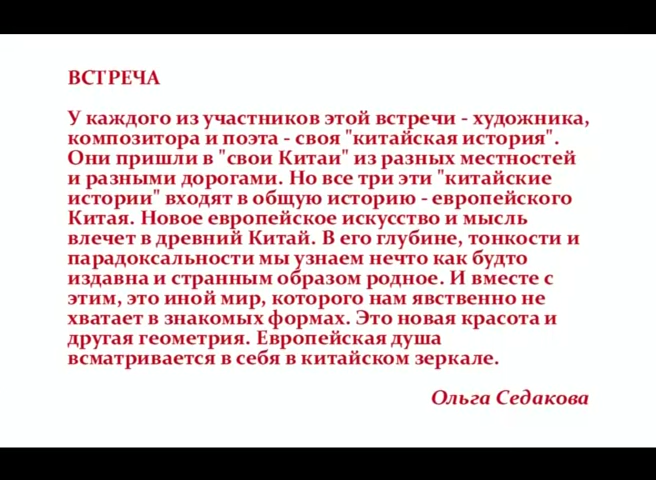 ВСТРЕЧА
У каждого из участников этой встречи - художника,
композитора и поэта - своя "китайская история".
Они пришли в "свои Китаи" из разных местностей
и разными дорогами. Но все три эти "китайские
истории" входят в общую историю - европейского
Китая. Новое европейское искусство и мысль
влечет в древний Китай. В его глубине, тонкости и
парадоксальности мы узнаем нечто как будто
издавна и странным образом родное. И вместе с
этим, это иной мир, которого нам явственно не
хватает в знакомых формах. Это новая красота и
другая геометрия. Европейская душа
всматривается в себя в китайском зеркале.
Ольга Седакова